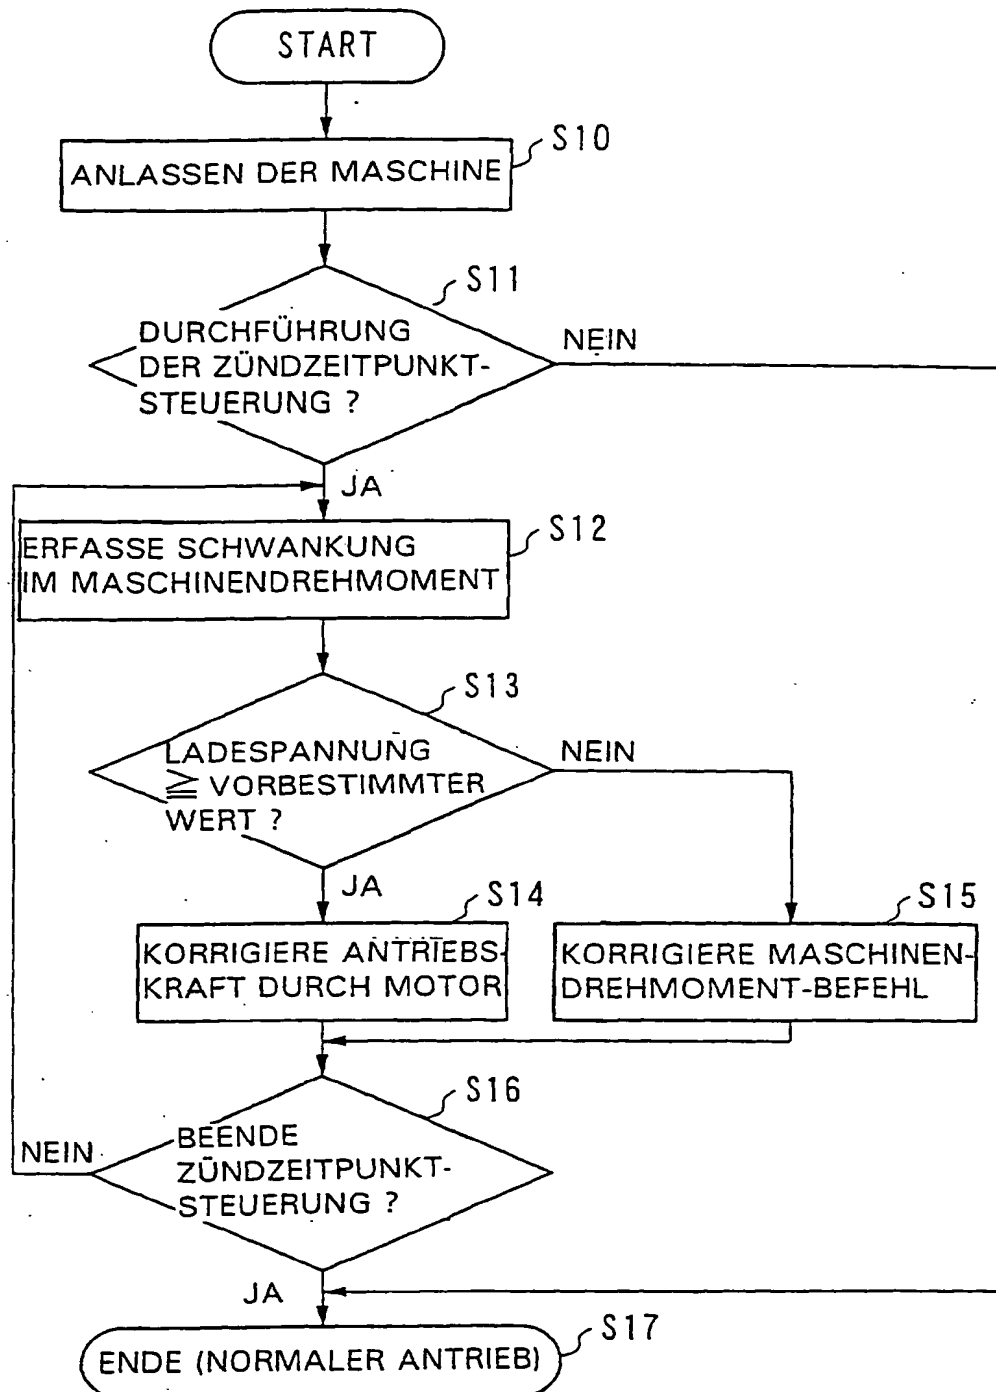 START
S10
ANLASSEN DER MASCHINE
S11
DURCHFÜHRUNG
DER ZÜNDZEITPUNKT-
STEUERUNG ?
NEIN
JA
S12
ERFASSE SCHWANKUNG
IM MASCHINENDREHMOMENT
S13
LADESPANNUNG
≧ VORBESTIMMTER
WERT ?
NEIN
JA
S14
KORRIGIERE ANTRIEBS-
KRAFT DURCH MOTOR
S15
KORRIGIERE MASCHINEN-
DREHMOMENT-BEFEHL
S16
BEENDE
ZÜNDZEITPUNKT-
STEUERUNG ?
NEIN
JA
S17
ENDE (NORMALER ANTRIEB)